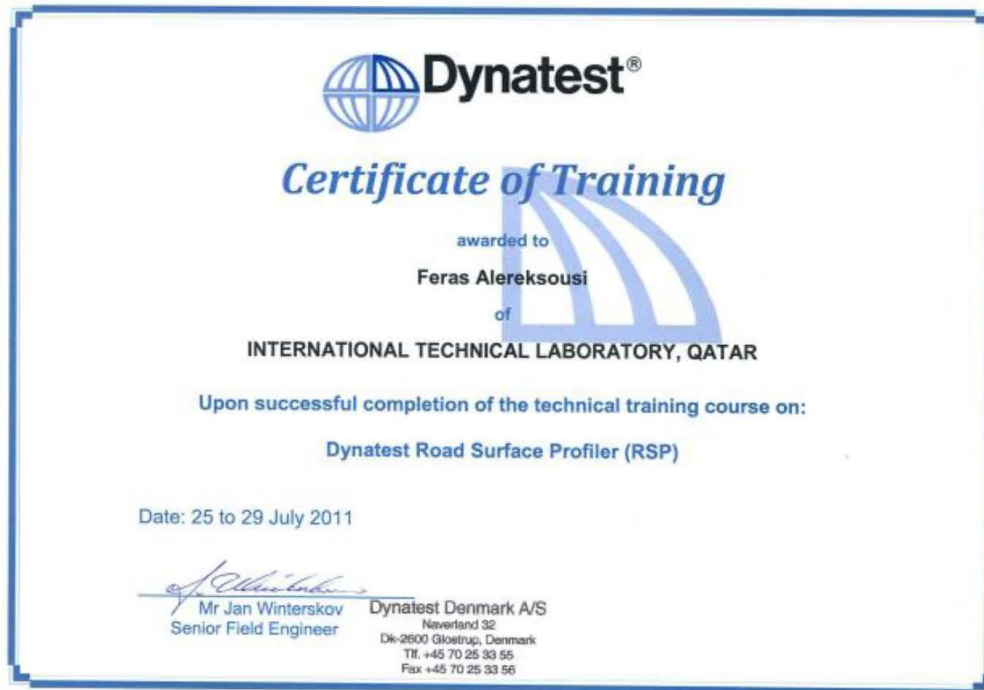 Dynatest®
Certificate of Training
awarded to
Feras Alereksousi
of
INTERNATIONAL TECHNICAL LABORATORY, QATAR
Upon successful completion of the technical training course on:
Dynatest Road Surface Profiler (RSP)
Date: 25 to 29 July 2011
Mr Jan Winterskov
Senior Field Engineer
Dynatest Denmark A/S
Naverland 32
Dk-2600 Glostrup, Denmark
Tlf. +45 70 25 33 55
Fax +45 70 25 33 56